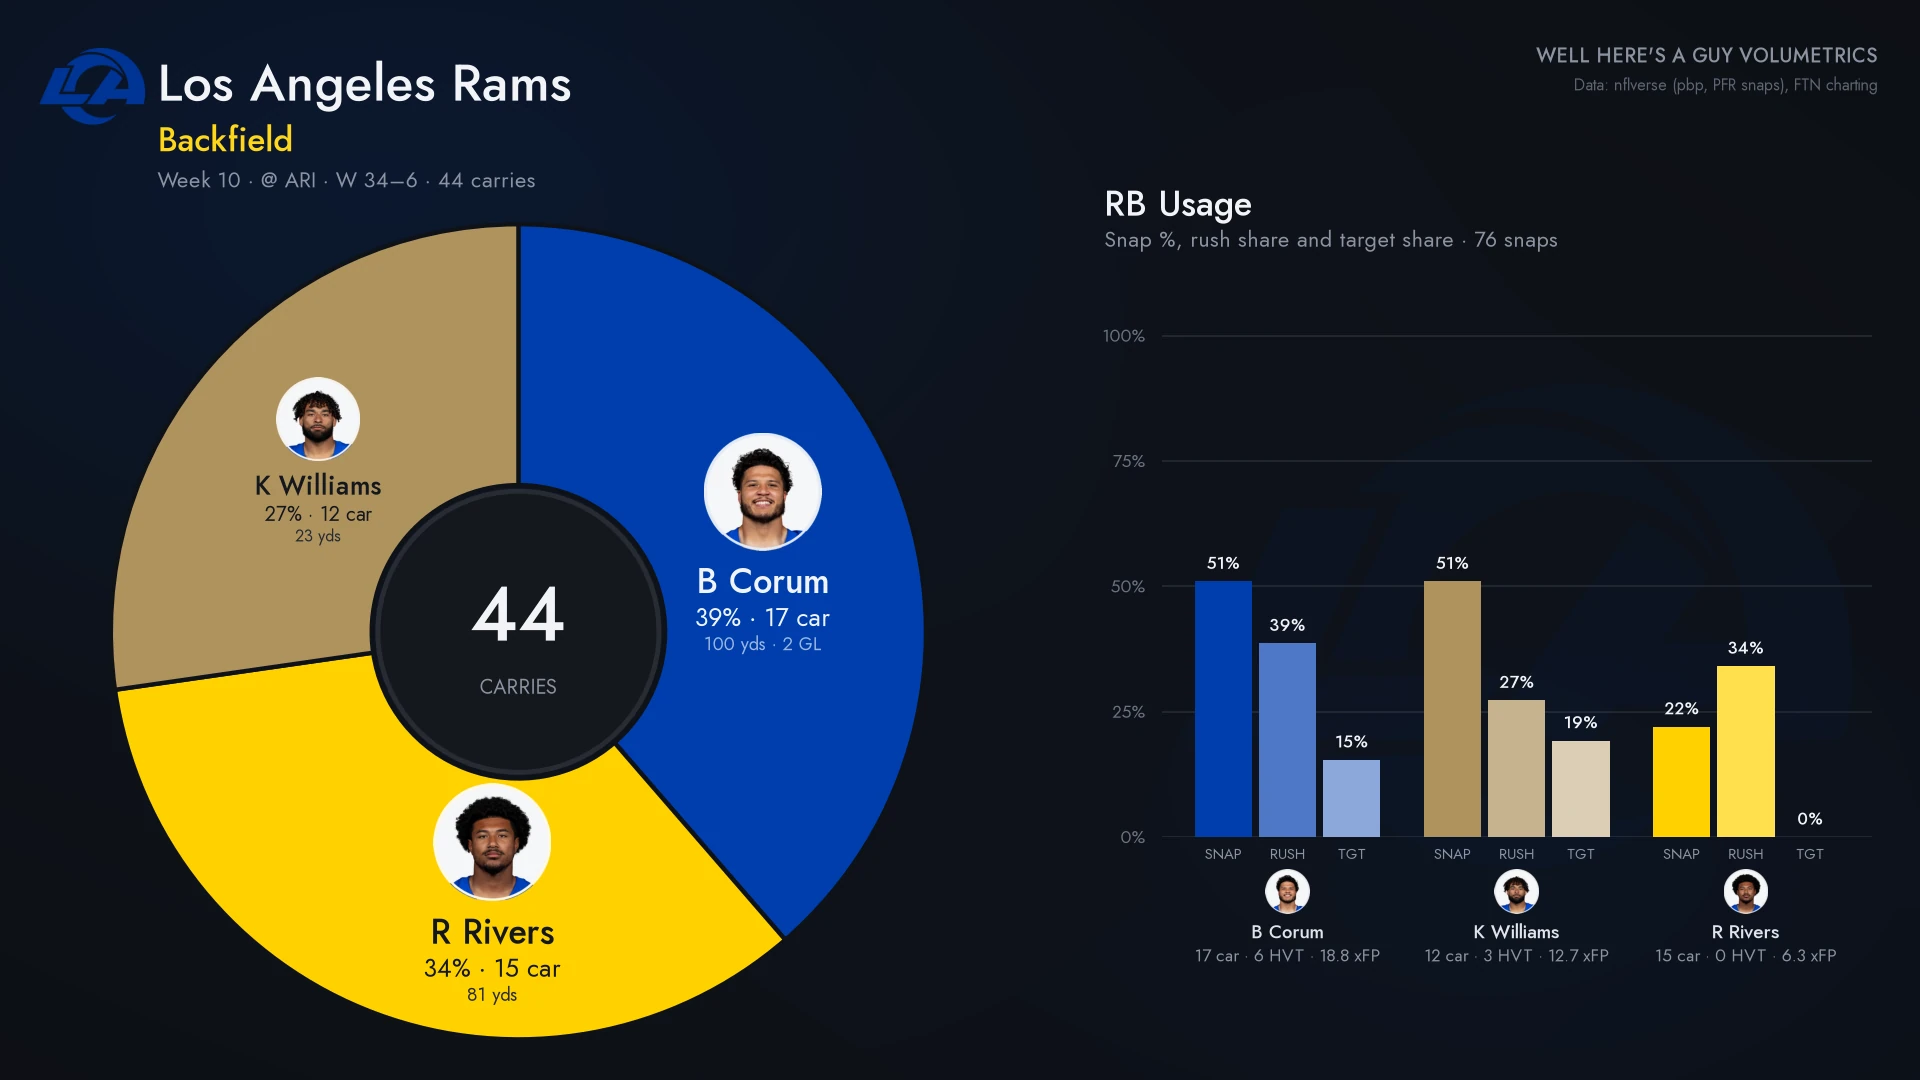 LA
Los Angeles Rams
Backfield
Week 10 · @ ARI · W 34–6 · 44 carries
WELL HERE'S A GUY VOLUMETRICS
Data: nflverse (pbp, PFR snaps), FTN charting
K Williams
27% · 12 car
23 yds
B Corum
39% · 17 car
100 yds · 2 GL
44
CARRIES
R Rivers
34% · 15 car
81 yds
RB Usage
Snap %, rush share and target share · 76 snaps
100%
75%
50%
25%
0%
51%
39%
15%
51%
27%
19%
22%
34%
0%
SNAP RUSH TGT SNAP RUSH TGT SNAP RUSH TGT
B Corum
17 car · 6 HVT · 18.8 xFP
K Williams
12 car · 3 HVT · 12.7 xFP
R Rivers
15 car · 0 HVT · 6.3 xFP